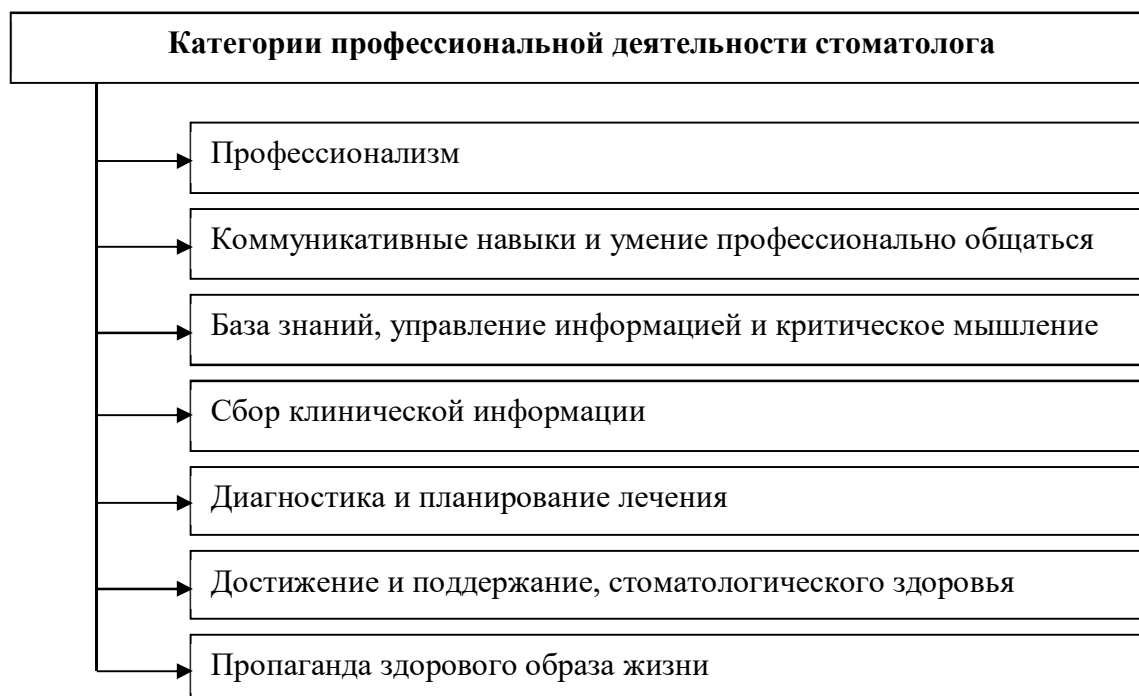 Категории профессиональной деятельности стоматолога
Профессионализм
Коммуникативные навыки и умение профессионально общаться
База знаний, управление информацией и критическое мышление
Сбор клинической информации
Диагностика и планирование лечения
Достижение и поддержание, стоматологического здоровья
Пропаганда здорового образа жизни